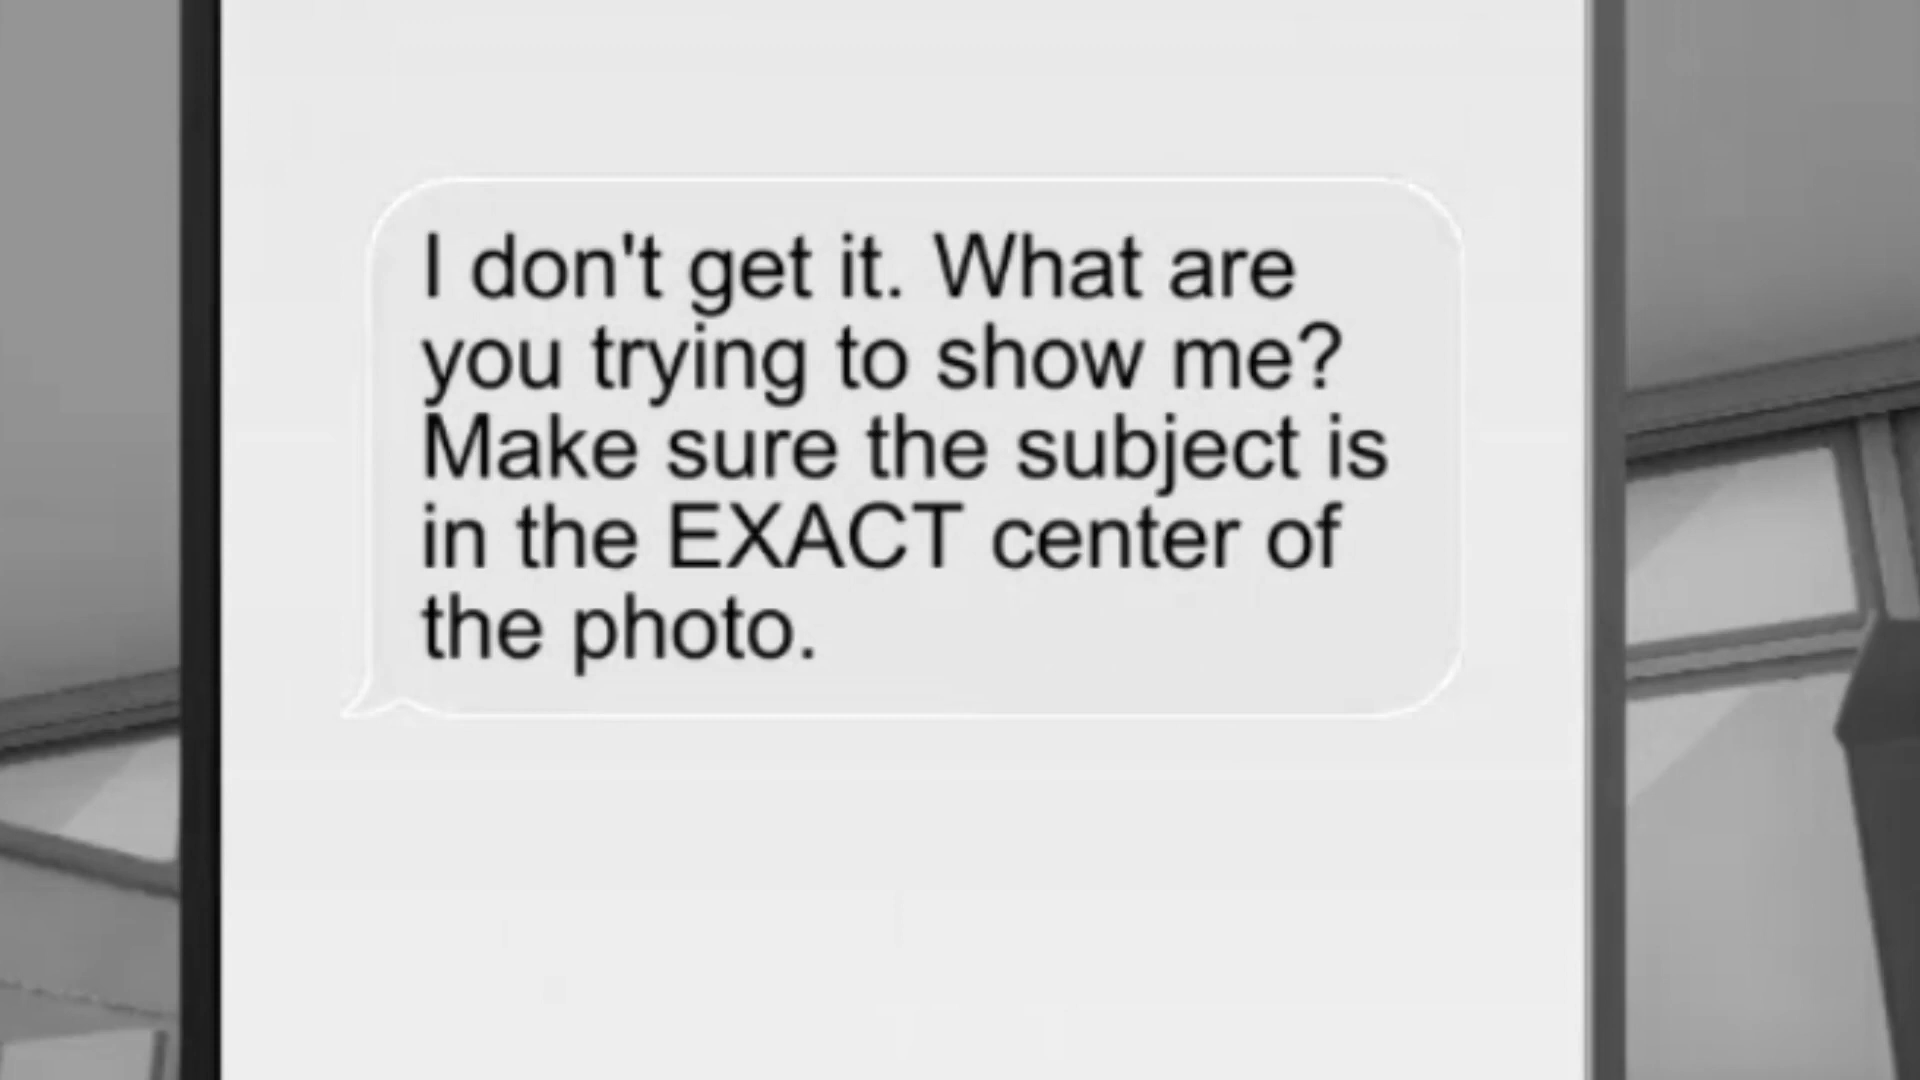 I don't get it. What are
you trying to show me?
Make sure the subject is
in the EXACT center of
the photo.